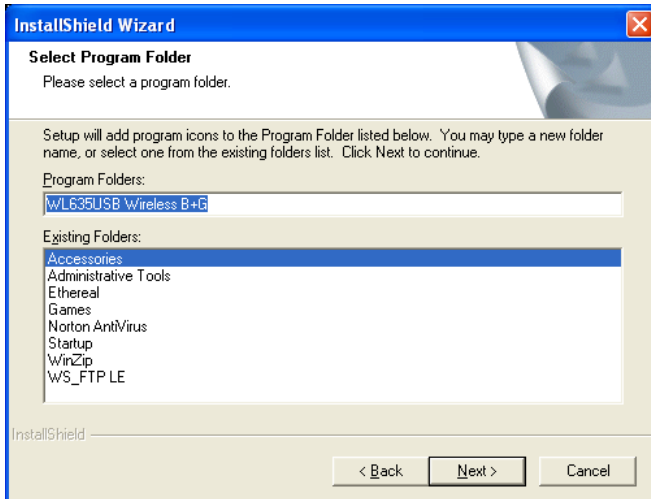 InstallShield Wizard
Select Program Folder
Please select a program folder.
Setup will add program icons to the Program Folder listed below. You may type a new folder
name, or select one from the existing folders list. Click Next to continue.
Program Folders:
WL635USB Wireless B+G
Existing Folders:
Accessories
Administrative Tools
Ethereal
Games
Norton AntiVirus
Startup
WinZip
WS_FTP LE
InstallShield
< Back Next > Cancel